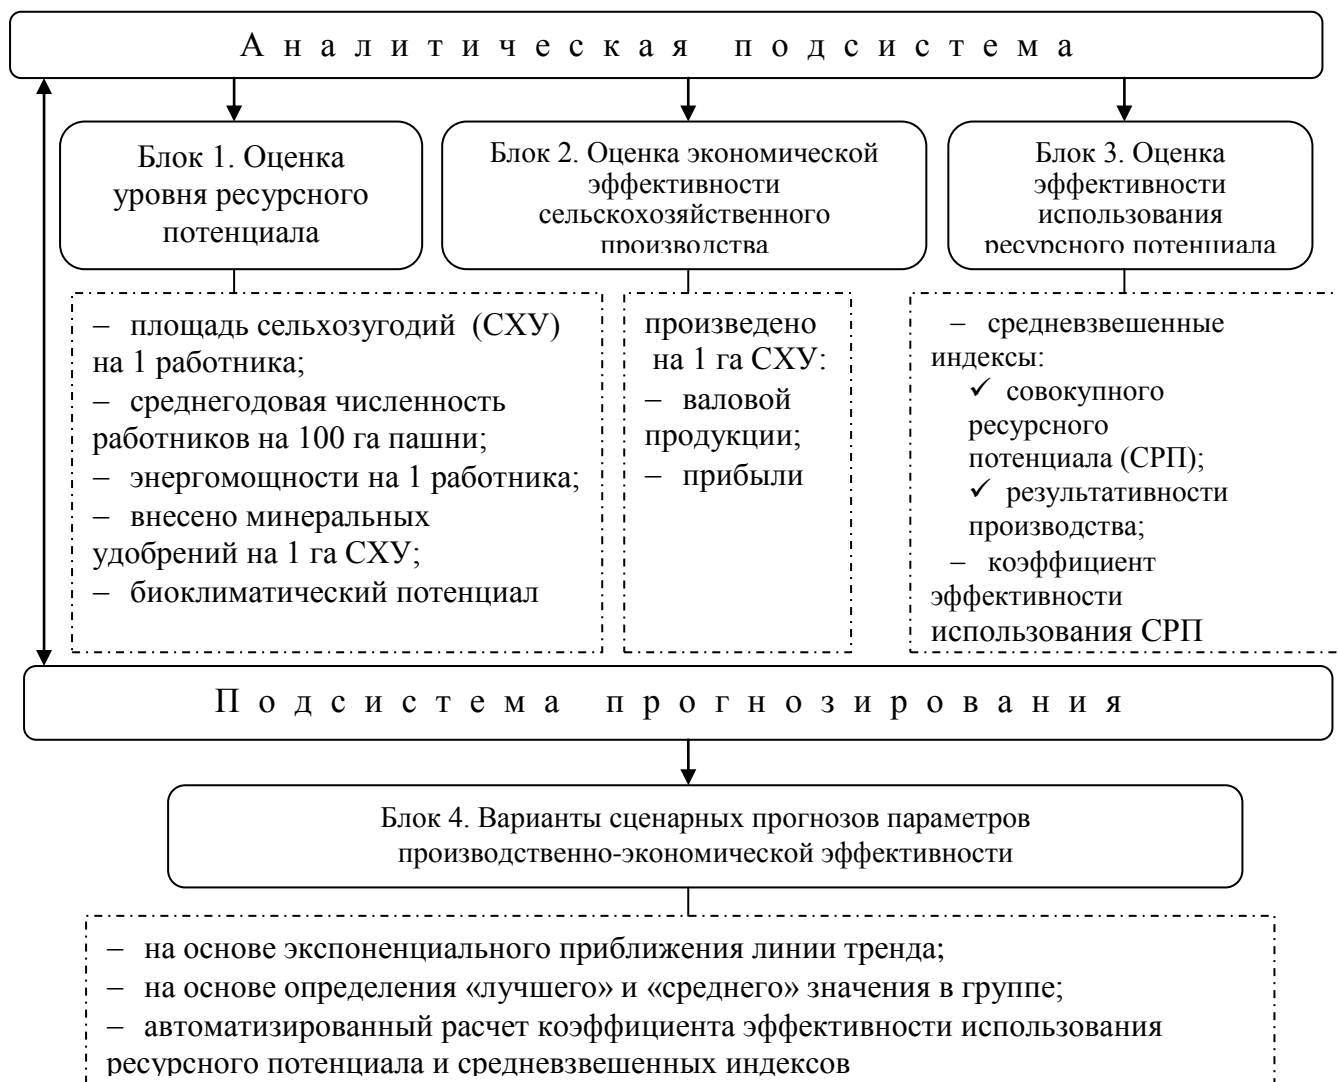 Аналитическая подсистема
Блок 1. Оценка
уровня ресурсного
потенциала
Блок 2. Оценка экономической
эффективности
сельскохозяйственного
производства
Блок 3. Оценка
эффективности
использования
ресурсного потенциала
– площадь сельхозугодий (СХУ)
на 1 работника;
– среднегодовая численность
работников на 100 га пашни;
– энергомощности на 1 работника;
– внесено минеральных
удобрений на 1 га СХУ;
– биоклиматический потенциал
произведено
на 1 га СХУ:
– валовой
продукции;
– прибыли
– средневзвешенные
индексы:
✓ совокупного
ресурсного
потенциала (СРП);
✓ результативности
производства;
– коэффициент
эффективности
использования СРП
Подсистема прогнозирования
Блок 4. Варианты сценарных прогнозов параметров
производственно-экономической эффективности
– на основе экспоненциального приближения линии тренда;
– на основе определения «лучшего» и «среднего» значения в группе;
– автоматизированный расчет коэффициента эффективности использования
ресурсного потенциала и средневзвешенных индексов